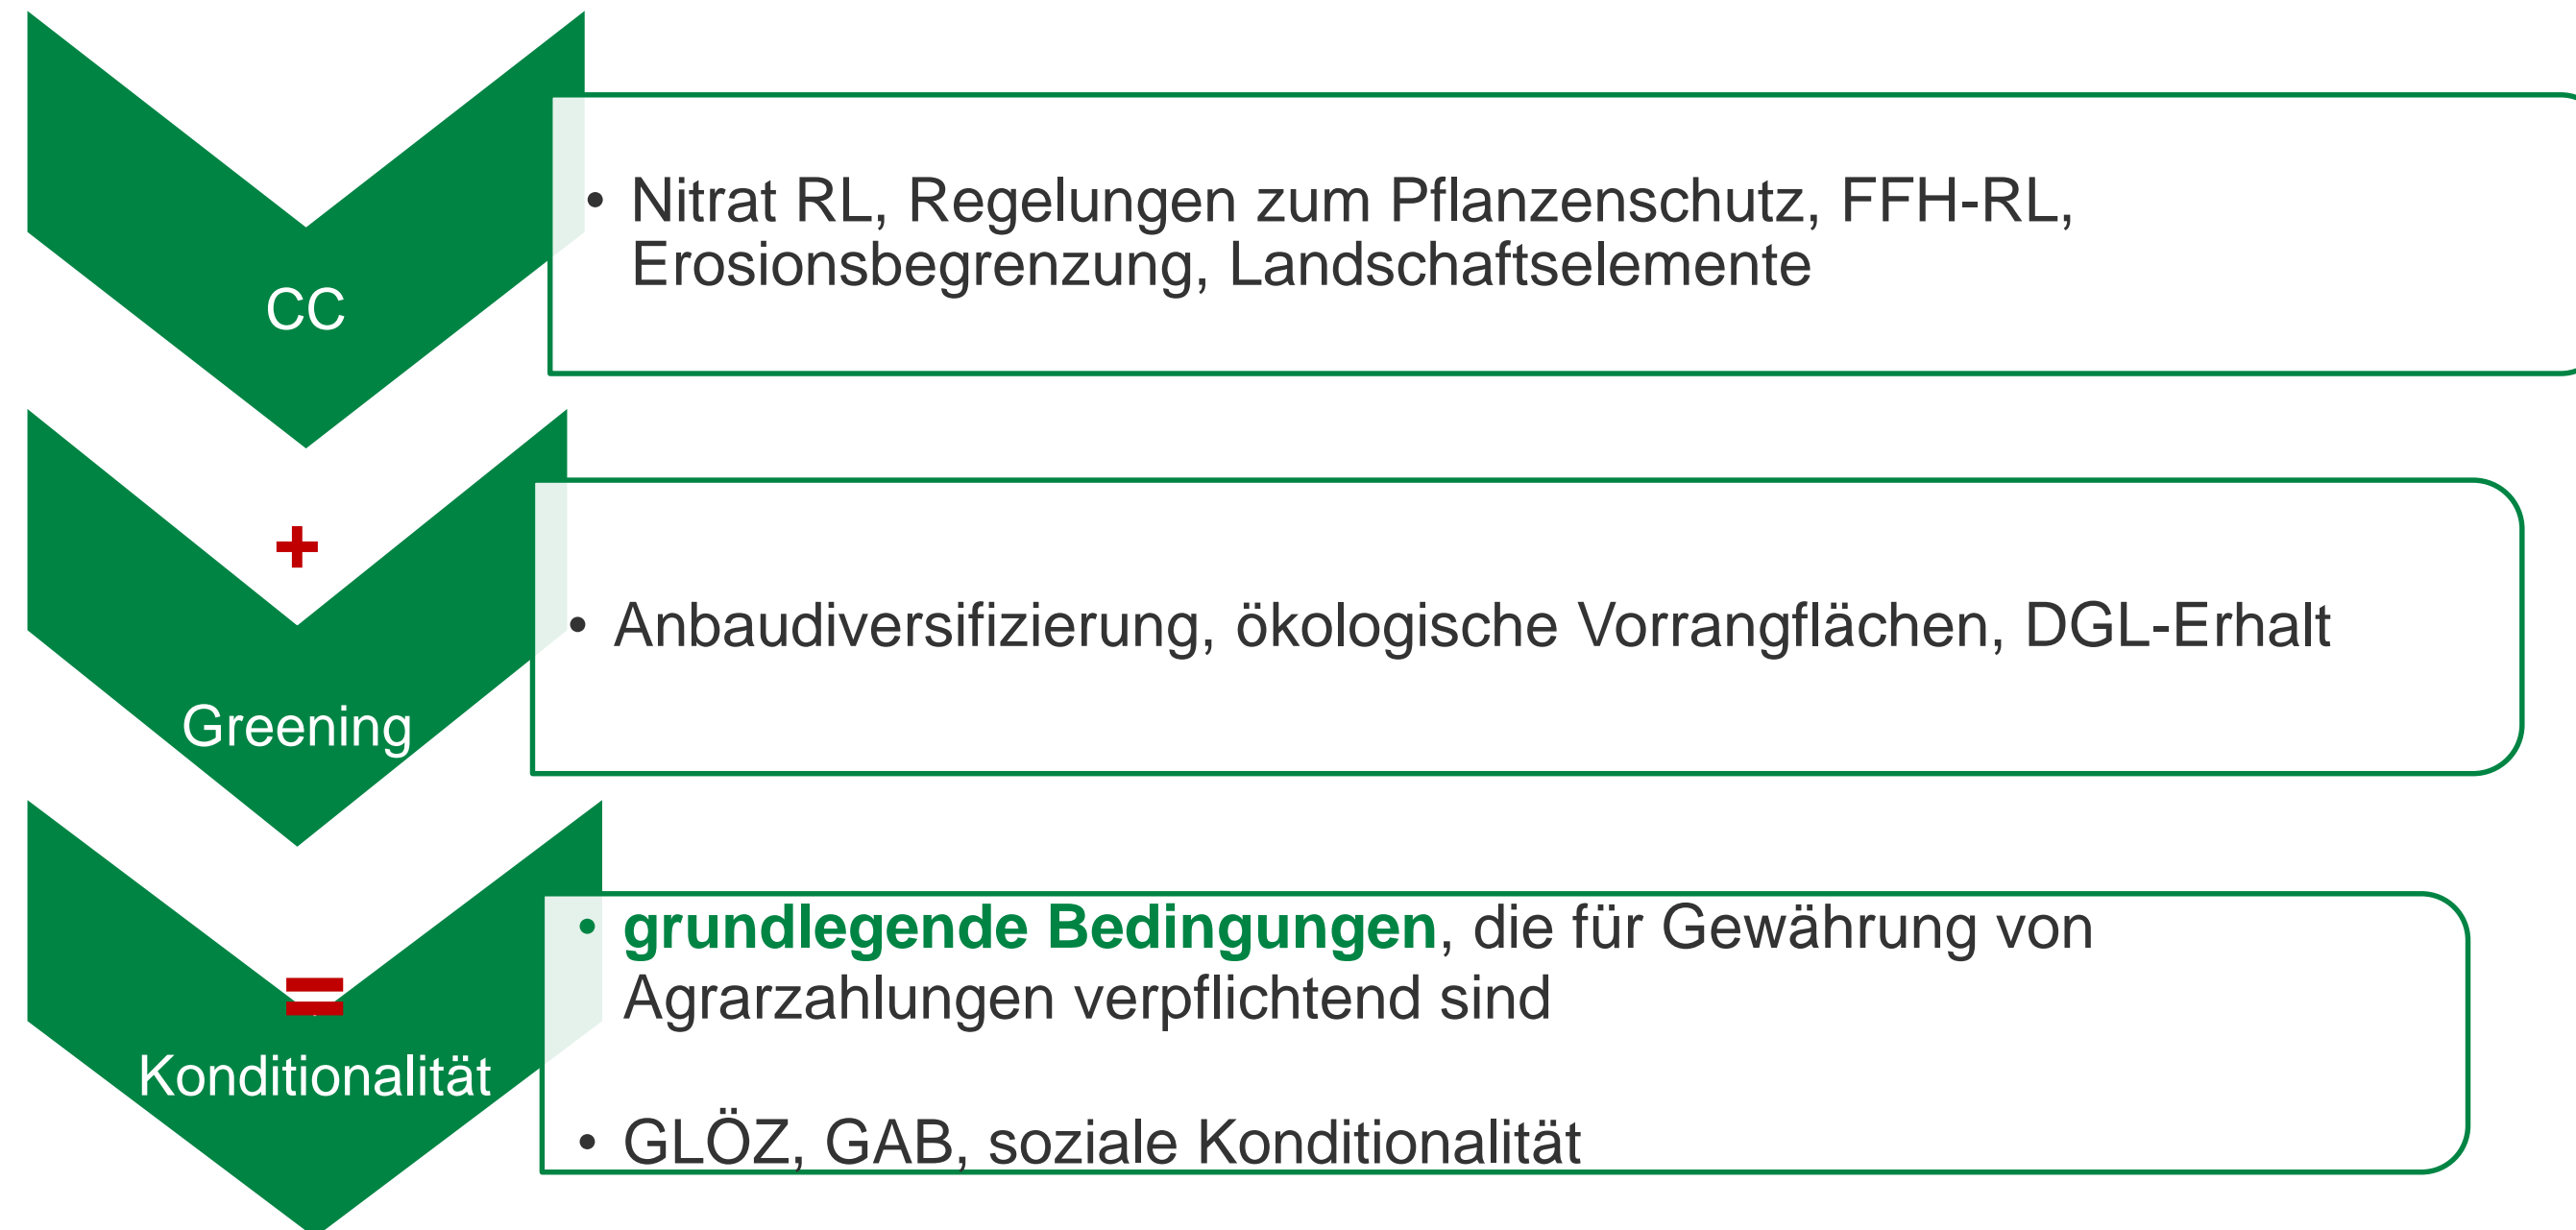 CC
• Nitrat RL, Regelungen zum Pflanzenschutz, FFH-RL,
Erosionsbegrenzung, Landschaftselemente
+
Greening
• Anbaudiversifizierung, ökologische Vorrangflächen, DGL-Erhalt
=
Konditionalität
• grundlegende Bedingungen, die für Gewährung von
Agrarzahlungen verpflichtend sind
• GLÖZ, GAB, soziale Konditionalität